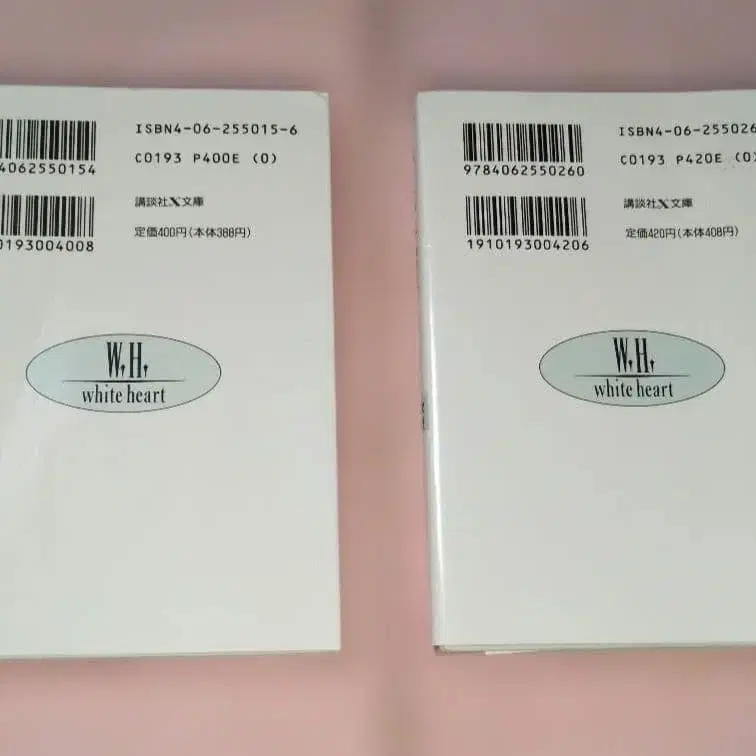 ISBN4-06-255015-6
4062550154
C0193 P400E (0)
講談社X文庫
0193004008
定価400円(本体388円)
W.H.
white heart
ISBN4-06-255026
9784062550260
C0193 P420E (0)
講談社X文庫
1910193004206
定価420円(本体408円)
W.H.
white heart